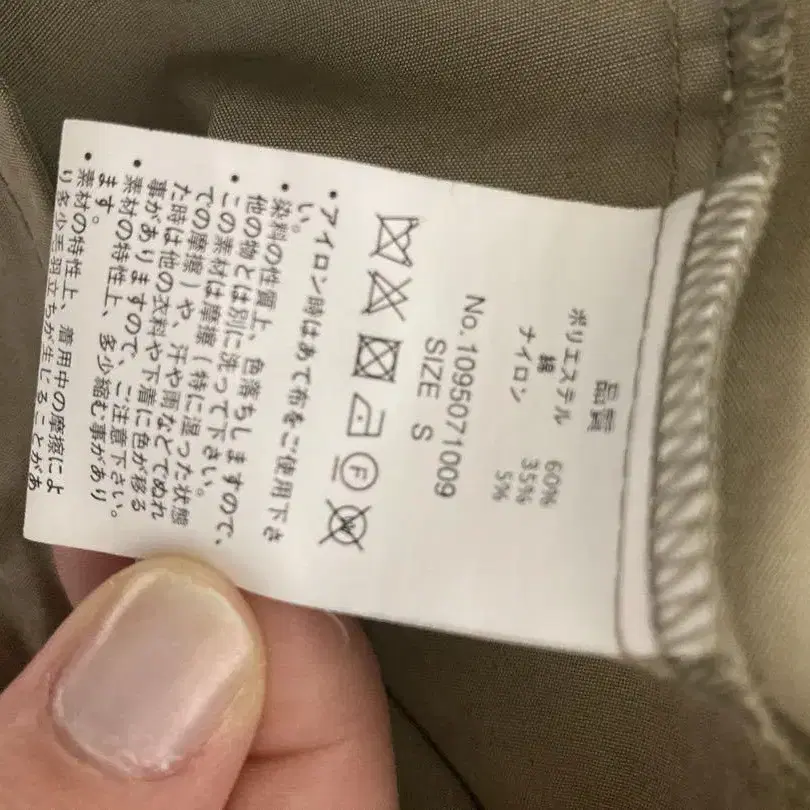 品質
ポリエステル 60%
綿 35%
ナイロン 5%
No. 1095071009
SIZE S
F
W
・アイロン時はあて布をご使用下さ
い。
・染料の性質上、色落ちしますので、
他の物とは別に洗って下さい。
・この素材は摩擦(特に湿った状態
での摩擦)や、汗や雨などでぬれ
た時は他の衣料や下着に色が移る
事がありますので、ご注意下さい。
・素材の特性上、多少縮む事があり
ます。
・素材の特性上、着用中の摩擦によ
り多少毛羽立ちが生じることがあ